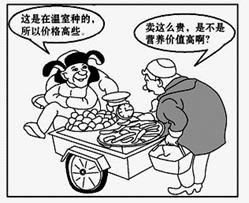 这是在温室种的，
所以价格高些。
卖这么贵，是不是
营养价值高啊？